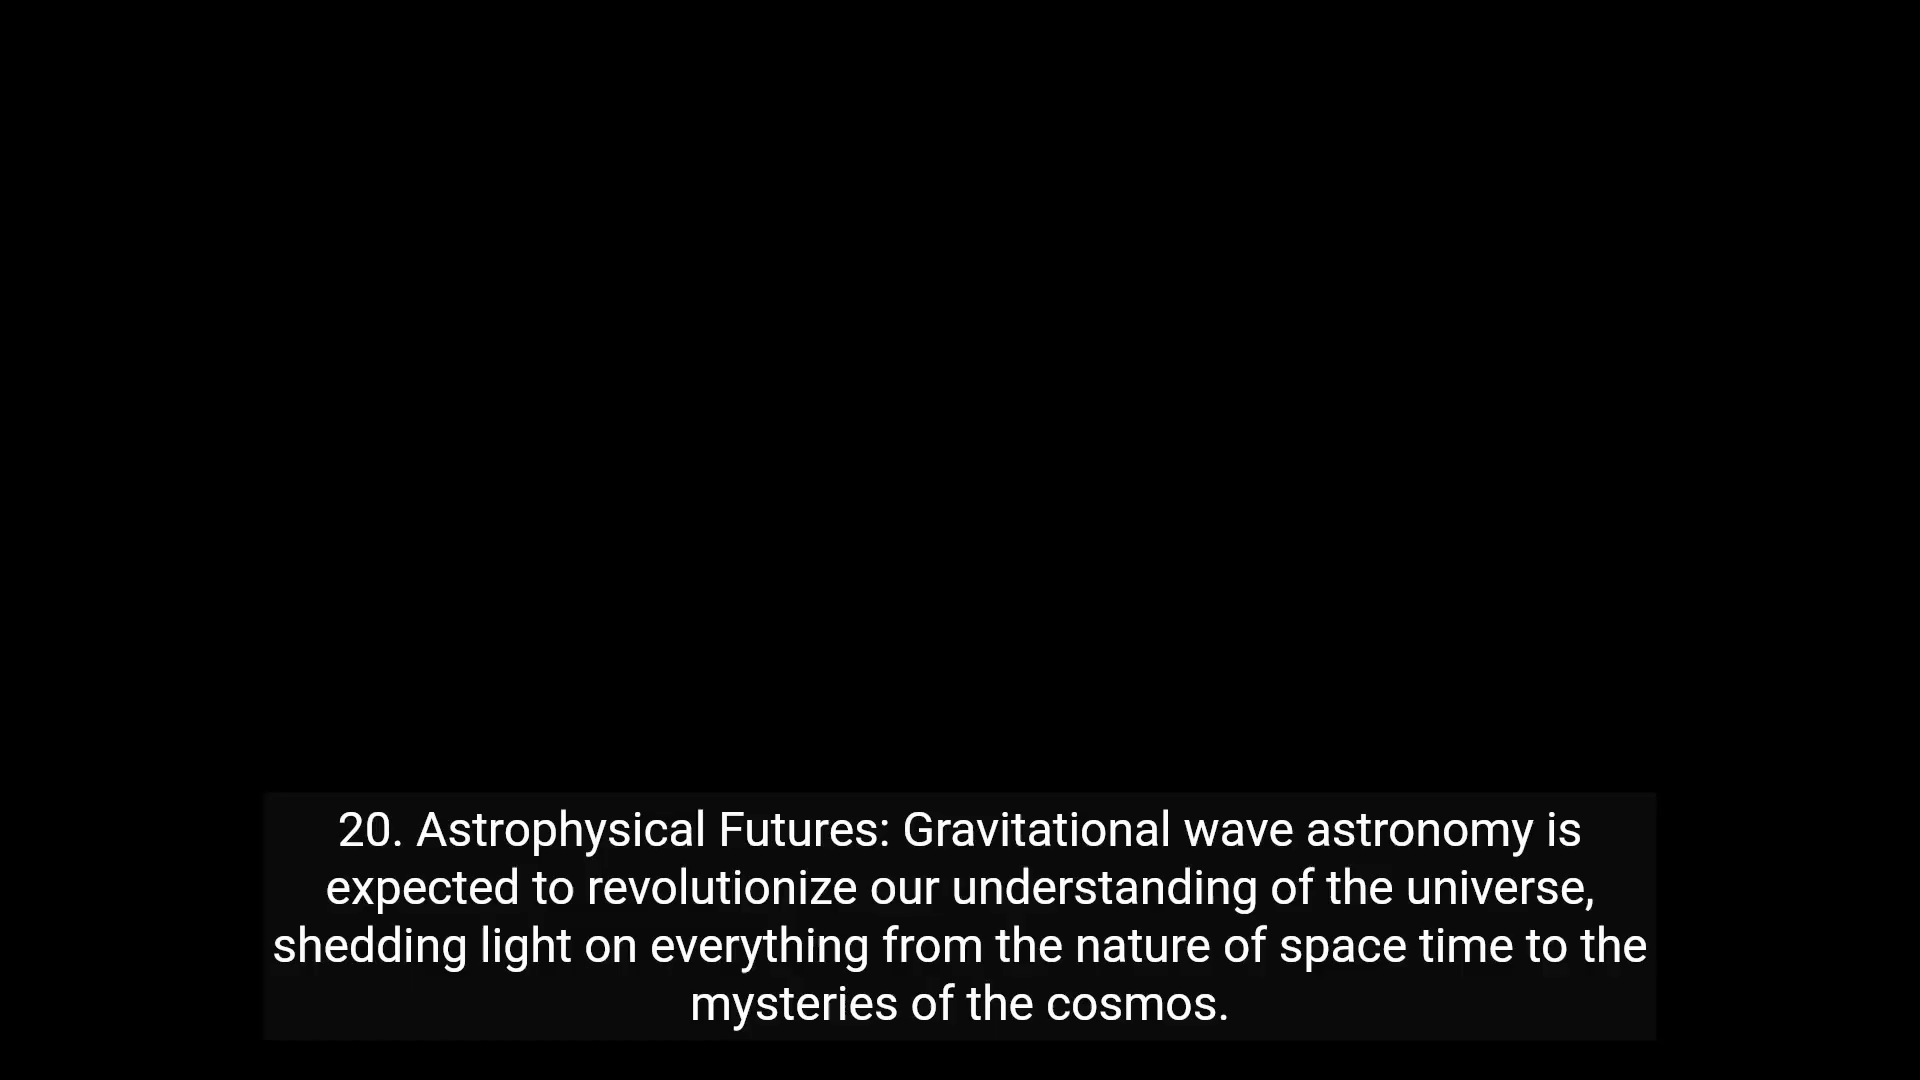 20. Astrophysical Futures: Gravitational wave astronomy is
expected to revolutionize our understanding of the universe,
shedding light on everything from the nature of space time to the
mysteries of the cosmos.